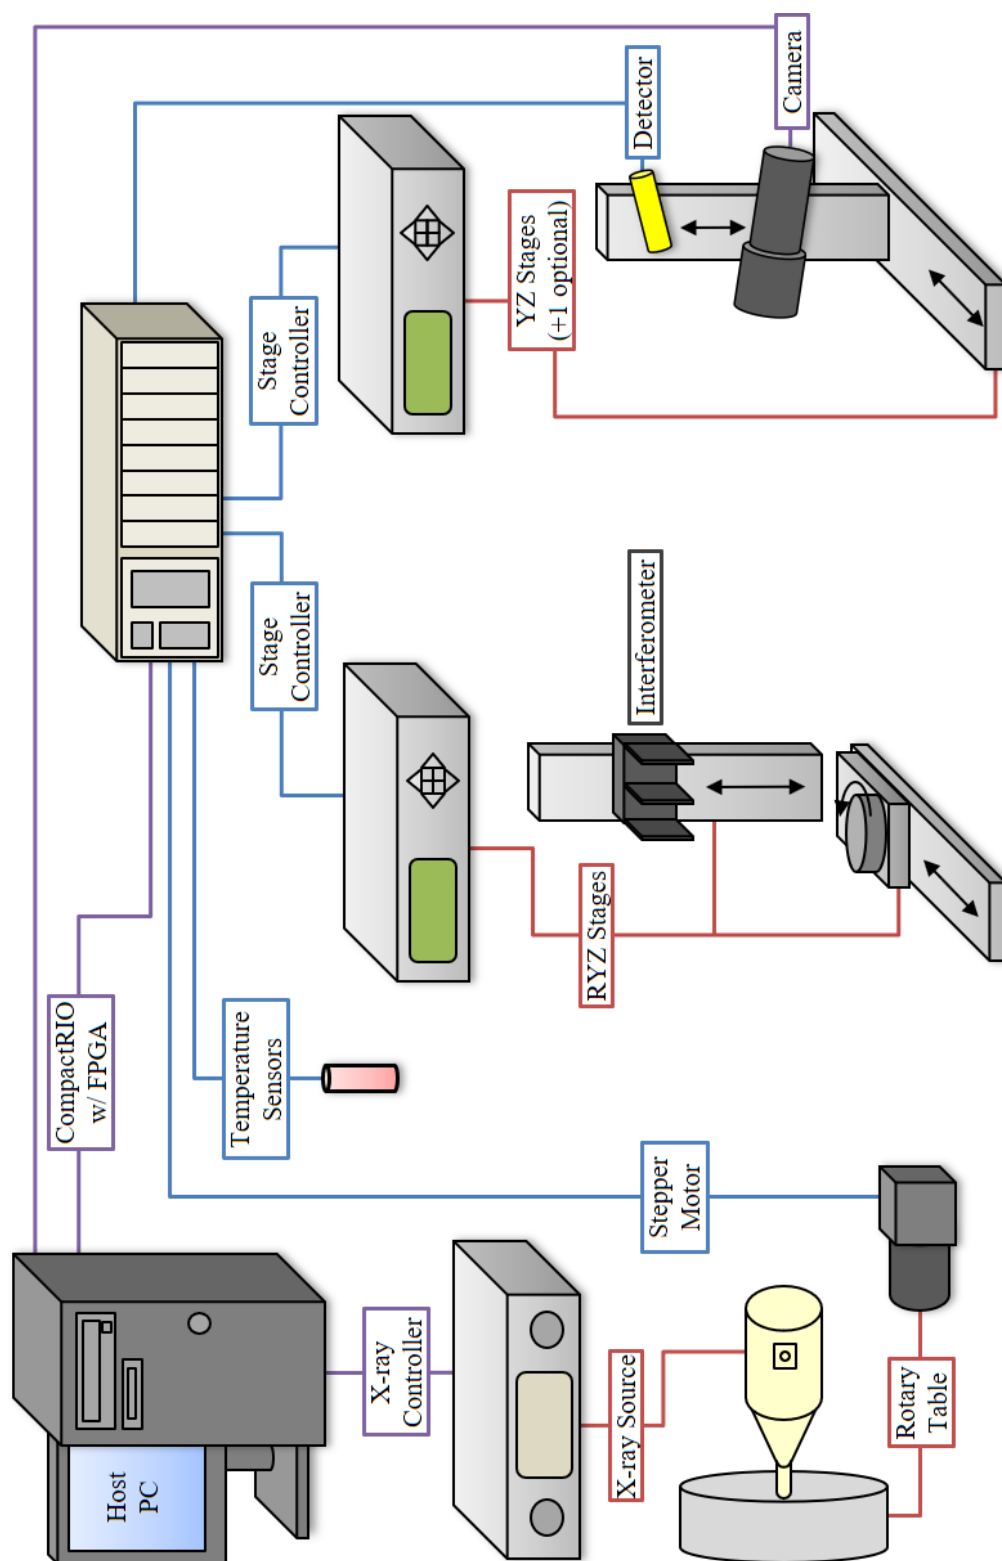 Host
PC
CompactRIO
w/ FPGA
X-ray
Controller
X-ray Source
Rotary
Table
Stepper
Motor
Temperature
Sensors
Stage
Controller
RYZ Stages
Interferometer
Stage
Controller
YZ Stages
(+1 optional)
Detector
Camera